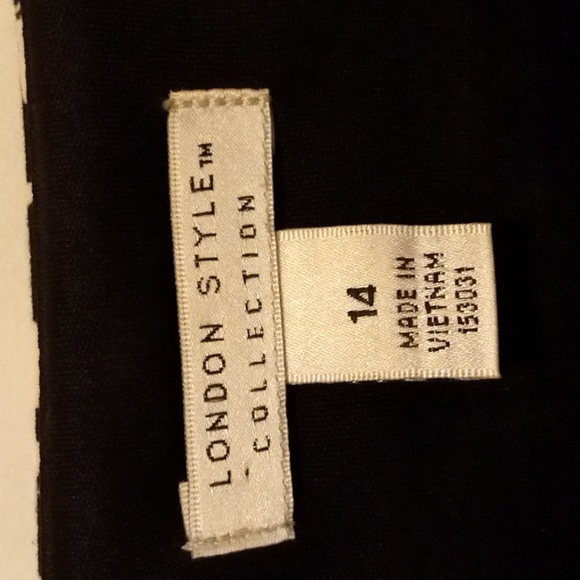 LONDON STYLE™
COLLECTION
14
MADE IN
VIETNAM
153031